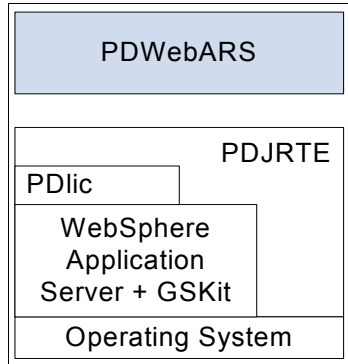 PDWebARS
PDJRTE
PDlic
WebSphere
Application
Server + GSKit
Operating System